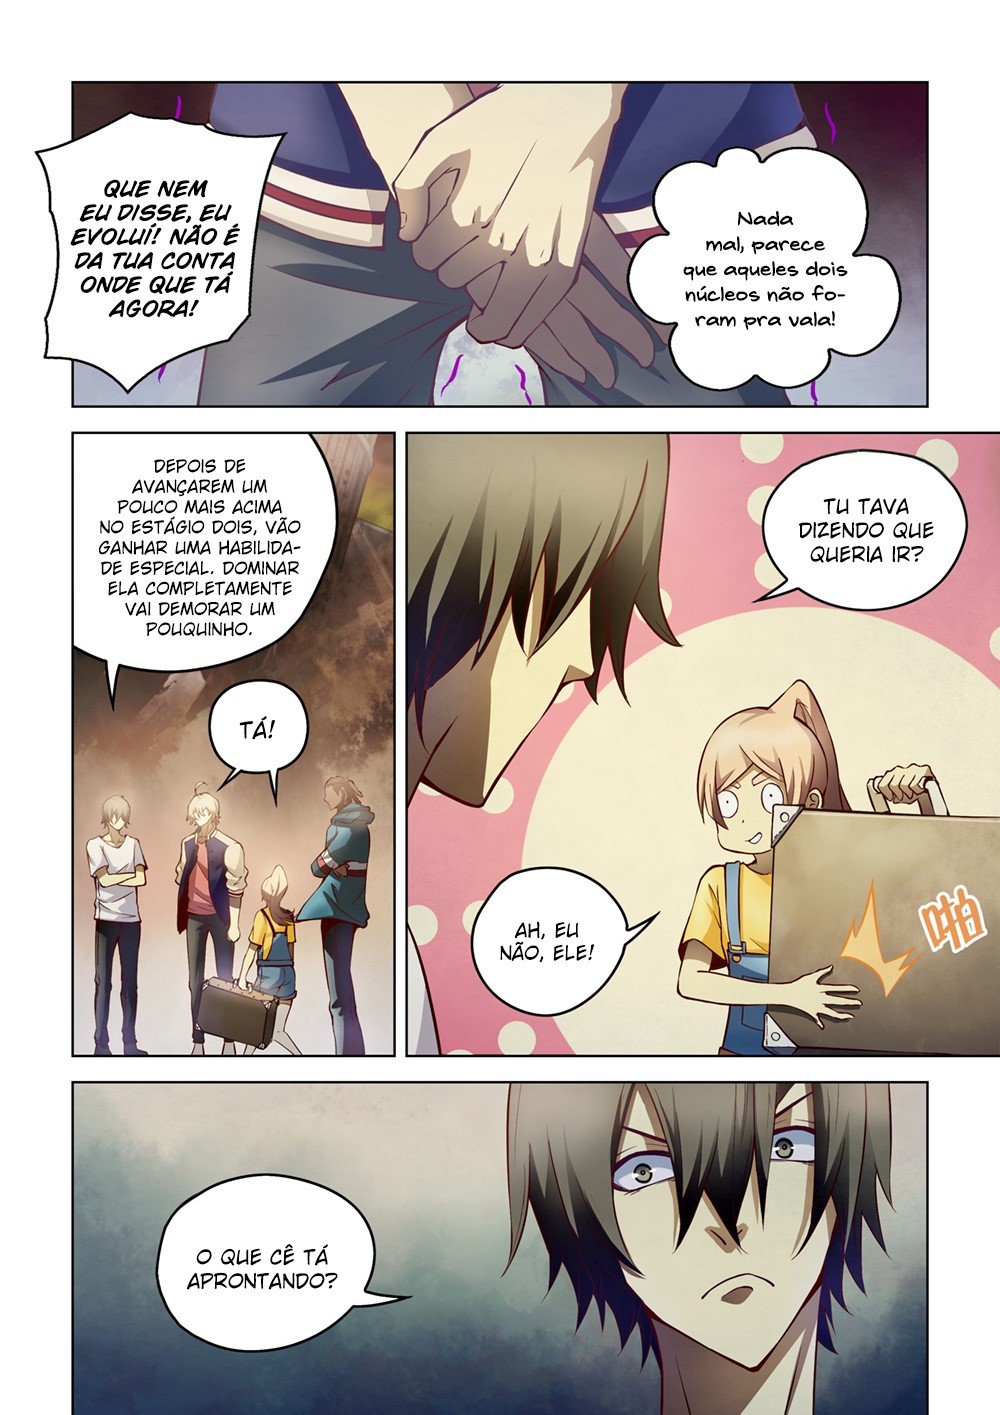 QUE NEM
EU DISSE, EU
EVOLUÍ! NÃO É
DA TUA CONTA
ONDE QUE TÁ
AGORA!
Nada
mal, parece
que aqueles dois
núcleos não fo-
ram pra vala!
DEPOIS DE
AVANÇAREM UM
POUCO MAIS ACIMA
NO ESTÁGIO DOIS, VÃO
GANHAR UMA HABILIDA-
DE ESPECIAL. DOMINAR
ELA COMPLETAMENTE
VAI DEMORAR UM
POUQUINHO.
TÁ!
TU TAVA
DIZENDO QUE
QUERIA IR?
AH, EU
NÃO, ELE!
啪
O QUE CÊ TÁ
APRONTANDO?